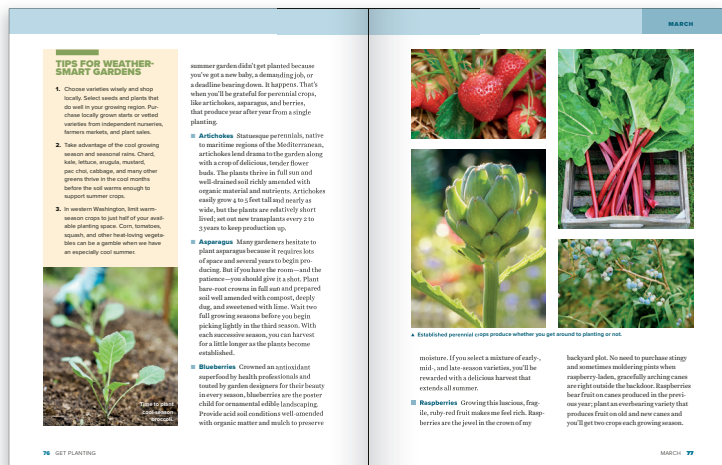 MARCH
TIPS FOR WEATHER-
SMART GARDENS
1. Choose varieties wisely and shop
locally. Select seeds and plants that
do well in your growing region. Pur-
chase locally grown starts or vetted
varieties from independent nurseries,
farmers markets, and plant sales.
2. Take advantage of the cool growing
season and seasonal rains. Chard,
kale, lettuce, arugula, mustard,
pac choi, cabbage, and many other
greens thrive in the cool months
before the soil warms enough to
support summer crops.
3. In western Washington, limit warm-
season crops to just half of your avail-
able planting space. Corn, tomatoes,
squash, and other heat-loving vegeta-
bles can be a gamble when we have
an especially cool summer.
Time to plant
cool-season
broccoli.
summer garden didn't get planted because
you've got a new baby, a demanding job, or
a deadline bearing down. It happens. That's
when you'll be grateful for perennial crops,
like artichokes, asparagus, and berries,
that produce year after year from a single
planting.
■ Artichokes Statuesque perennials, native
to maritime regions of the Mediterranean,
artichokes lend drama to the garden along
with a crop of delicious, tender flower
buds. The plants thrive in full sun and
well-drained soil richly amended with
organic material and nutrients. Artichokes
easily grow 4 to 5 feet tall and nearly as
wide, but the plants are relatively short
lived; set out new transplants every 2 to
3 years to keep production up.
■ Asparagus Many gardeners hesitate to
plant asparagus because it requires lots
of space and several years to begin pro-
ducing. But if you have the room—and the
patience—you should give it a shot. Plant
bare-root crowns in full sun and prepared
soil well amended with compost, deeply
dug, and sweetened with lime. Wait two
full growing seasons before you begin
picking lightly in the third season. With
each successive season, you can harvest
for a little longer as the plants become
established.
■ Blueberries Crowned an antioxidant
superfood by health professionals and
touted by garden designers for their beauty
in every season, blueberries are the poster
child for ornamental edible landscaping.
Provide acid soil conditions well-amended
with organic matter and mulch to preserve
76 GET PLANTING
▲ Established perennial crops produce whether you get around to planting or not.
moisture. If you select a mixture of early-,
mid-, and late-season varieties, you'll be
rewarded with a delicious harvest that
extends all summer.
■ Raspberries Growing this luscious, frag-
ile, ruby-red fruit makes me feel rich. Rasp-
berries are the jewel in the crown of my
backyard plot. No need to purchase stingy
and sometimes moldering pints when
raspberry-laden, gracefully arching canes
are right outside the backdoor. Raspberries
bear fruit on canes produced in the previ-
ous year; plant an everbearing variety that
produces fruit on old and new canes and
you'll get two crops each growing season.
MARCH 77